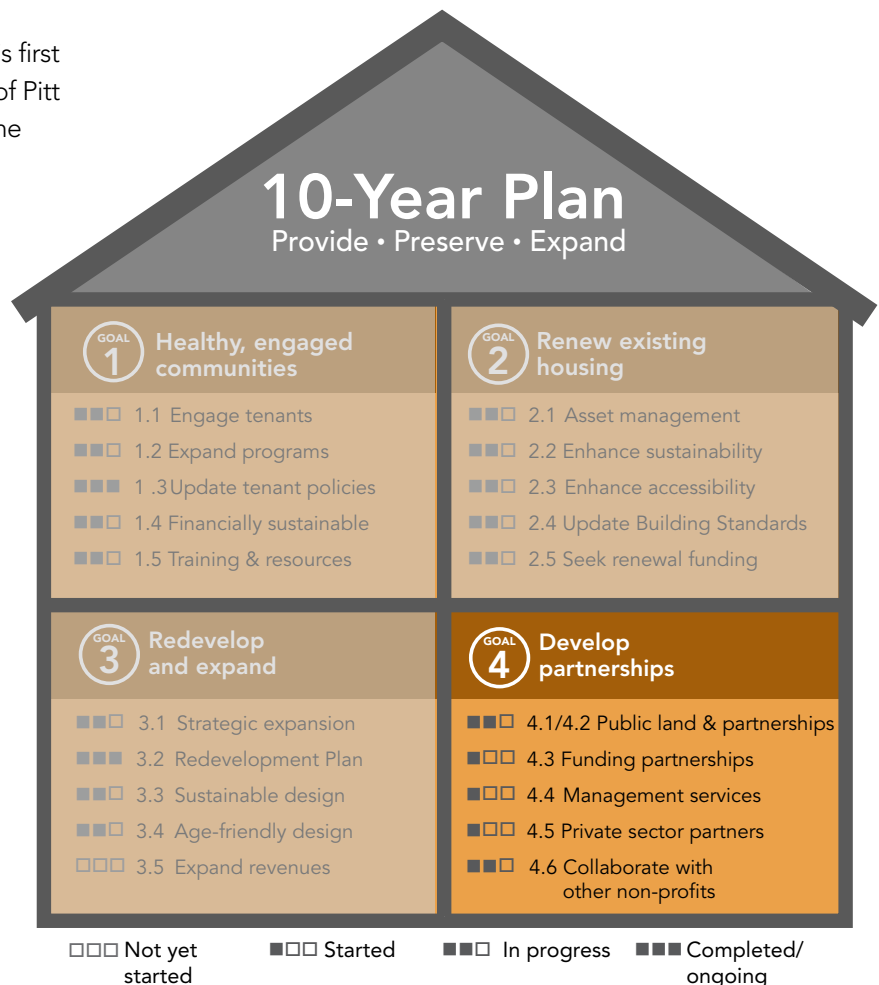 s first
of Pitt
ne
10-Year Plan
Provide • Preserve • Expand
GOAL
1
Healthy, engaged
communities
■■□ 1.1 Engage tenants
■■□ 1.2 Expand programs
■■■ 1 .3Update tenant policies
■■□ 1.4 Financially sustainable
■■□ 1.5 Training & resources
GOAL
2
Renew existing
housing
■■□ 2.1 Asset management
■■□ 2.2 Enhance sustainability
■■□ 2.3 Enhance accessibility
■■□ 2.4 Update Building Standards
■■□ 2.5 Seek renewal funding
GOAL
3
Redevelop
and expand
■■□ 3.1 Strategic expansion
■■■ 3.2 Redevelopment Plan
■■□ 3.3 Sustainable design
■■□ 3.4 Age-friendly design
□□□ 3.5 Expand revenues
GOAL
4
Develop
partnerships
■■□ 4.1/4.2 Public land & partnerships
■□□ 4.3 Funding partnerships
■□□ 4.4 Management services
■□□ 4.5 Private sector partners
■■□ 4.6 Collaborate with
other non-profits
□□□ Not yet
started
■□□ Started
■■□ In progress
■■■ Completed/
ongoing